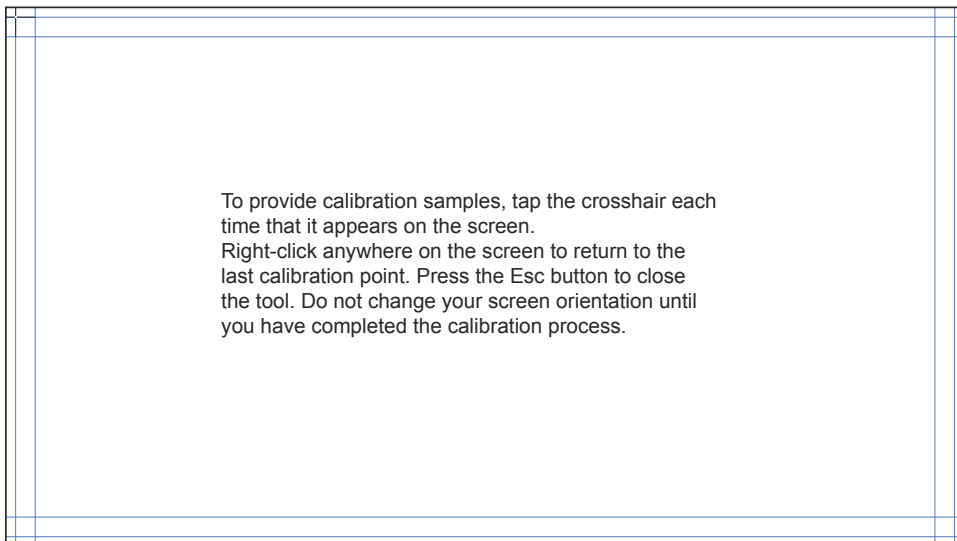 To provide calibration samples, tap the crosshair each
time that it appears on the screen.
Right-click anywhere on the screen to return to the
last calibration point. Press the Esc button to close
the tool. Do not change your screen orientation until
you have completed the calibration process.